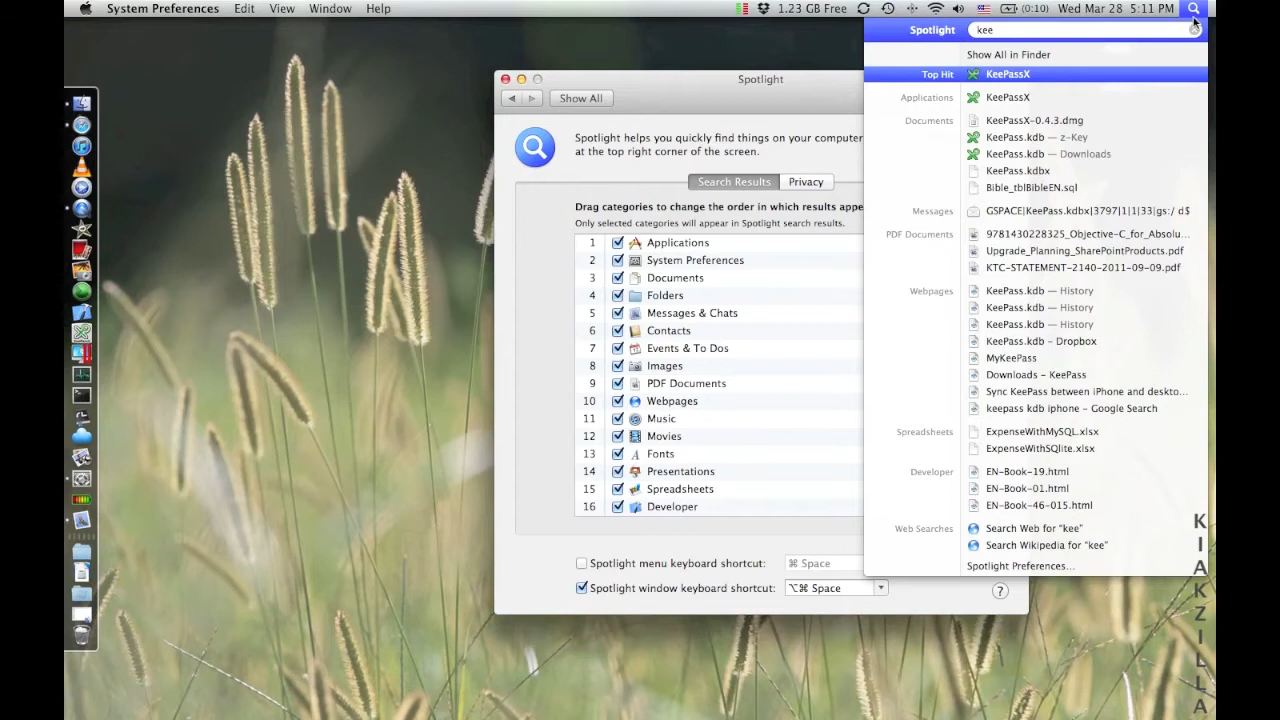 System Preferences Edit View Window Help
1.23 GB Free (0:10) Wed Mar 28 5:11 PM
Spotlight kee
Show All in Finder
Top Hit KeePassX
Applications KeePassX
Documents KeePassX-0.4.3.dmg
KeePass.kdb — z-Key
KeePass.kdb — Downloads
KeePass.kdbx
Bible_tblBibleEN.sql
Messages GSPACE|KeePass.kdbx|3797|1|1|33|gs:/ d$
PDF Documents 9781430228325_Objective-C_for_Absolu...
Upgrade_Planning_SharePointProducts.pdf
KTC-STATEMENT-2140-2011-09-09.pdf
Webpages KeePass.kdb — History
KeePass.kdb — History
KeePass.kdb — History
KeePass.kdb – Dropbox
MyKeePass
Downloads – KeePass
Sync KeePass between iPhone and deskto...
keepass kdb iphone – Google Search
Spreadsheets ExpenseWithMySQL.xlsx
ExpenseWithSQlite.xlsx
Developer EN-Book-19.html
EN-Book-01.html
EN-Book-46-015.html
Web Searches Search Web for “kee”
Search Wikipedia for “kee”
Spotlight Preferences...
Spotlight
Show All
Spotlight helps you quickly find things on your computer
at the top right corner of the screen.
Search Results Privacy
Drag categories to change the order in which results appe
Only selected categories will appear in Spotlight search results.
1 Applications
2 System Preferences
3 Documents
4 Folders
5 Messages & Chats
6 Contacts
7 Events & To Dos
8 Images
9 PDF Documents
10 Webpages
11 Music
12 Movies
13 Fonts
14 Presentations
15 Spreadsheets
16 Developer
Spotlight menu keyboard shortcut: ⌘ Space
Spotlight window keyboard shortcut: ⌥⌘ Space
?
KIAKZILLA